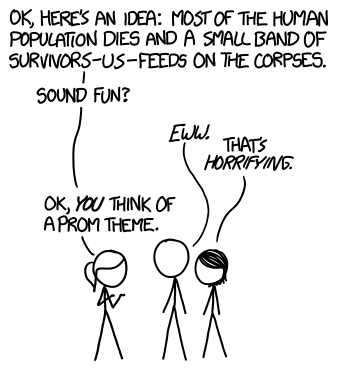 OK, HERE'S AN IDEA: MOST OF THE HUMAN
POPULATION DIES AND A SMALL BAND OF
SURVIVORS—US—FEEDS ON THE CORPSES.
SOUND FUN?
EWW.
THAT'S
HORRIFYING.
OK, YOU THINK OF
A PROM THEME.